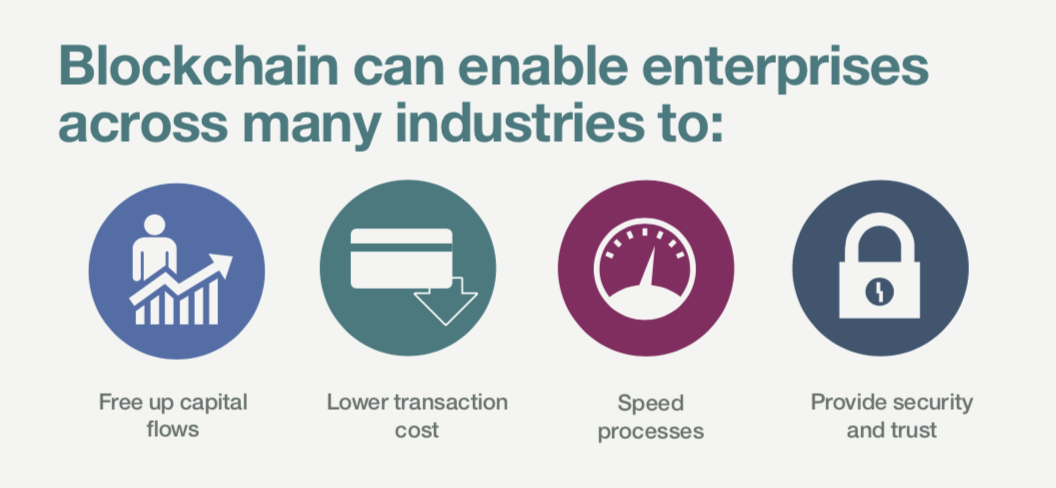 Blockchain can enable enterprises
across many industries to:
Free up capital
flows
Lower transaction
cost
Speed
processes
Provide security
and trust